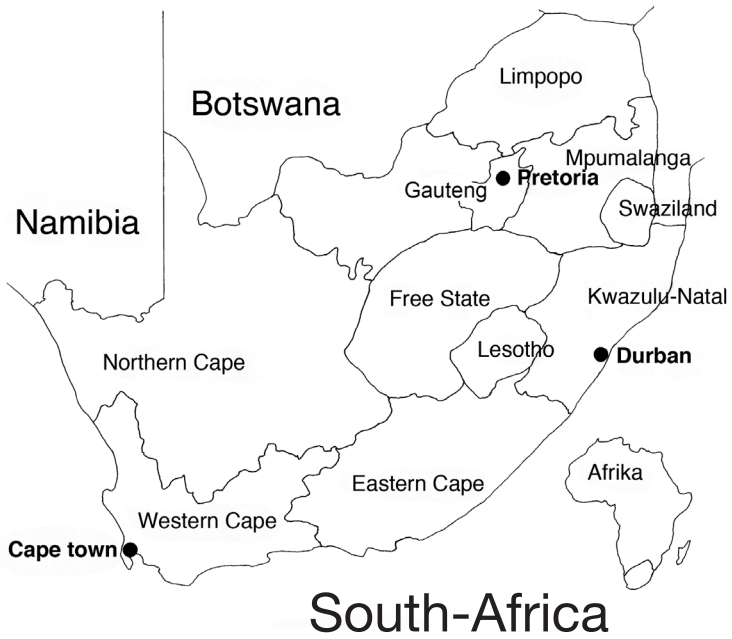 Limpopo
Botswana
Mpumalanga
Pretoria
Gauteng
Swaziland
Namibia
Free State
Kwazulu-Natal
Lesotho
Durban
Northern Cape
Afrika
Eastern Cape
Western Cape
Cape town
South-Africa